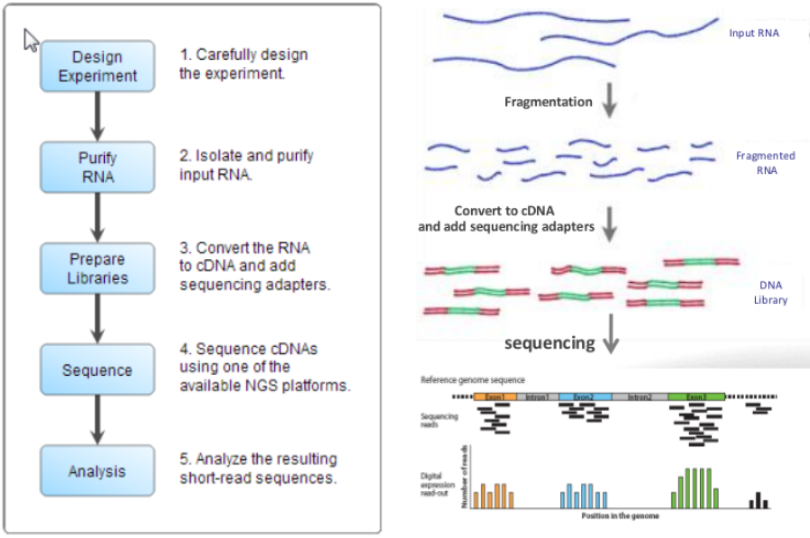 Design
Experiment
1. Carefully design
the experiment.
Purify
RNA
2. Isolate and purify
input RNA.
Prepare
Libraries
3. Convert the RNA
to cDNA and add
sequencing adapters.
Sequence
4. Sequence cDNAs
using one of the
available NGS platforms.
Analysis
5. Analyze the resulting
short-read sequences.
Input RNA
Fragmentation
Fragmented
RNA
Convert to cDNA
and add sequencing adapters
DNA
Library
sequencing
Reference genome sequence
Exon1 Intron1 Exon2 Intron2 Exon3
Sequencing
reads
Number of reads
Digital
expression
read-out
Position in the genome